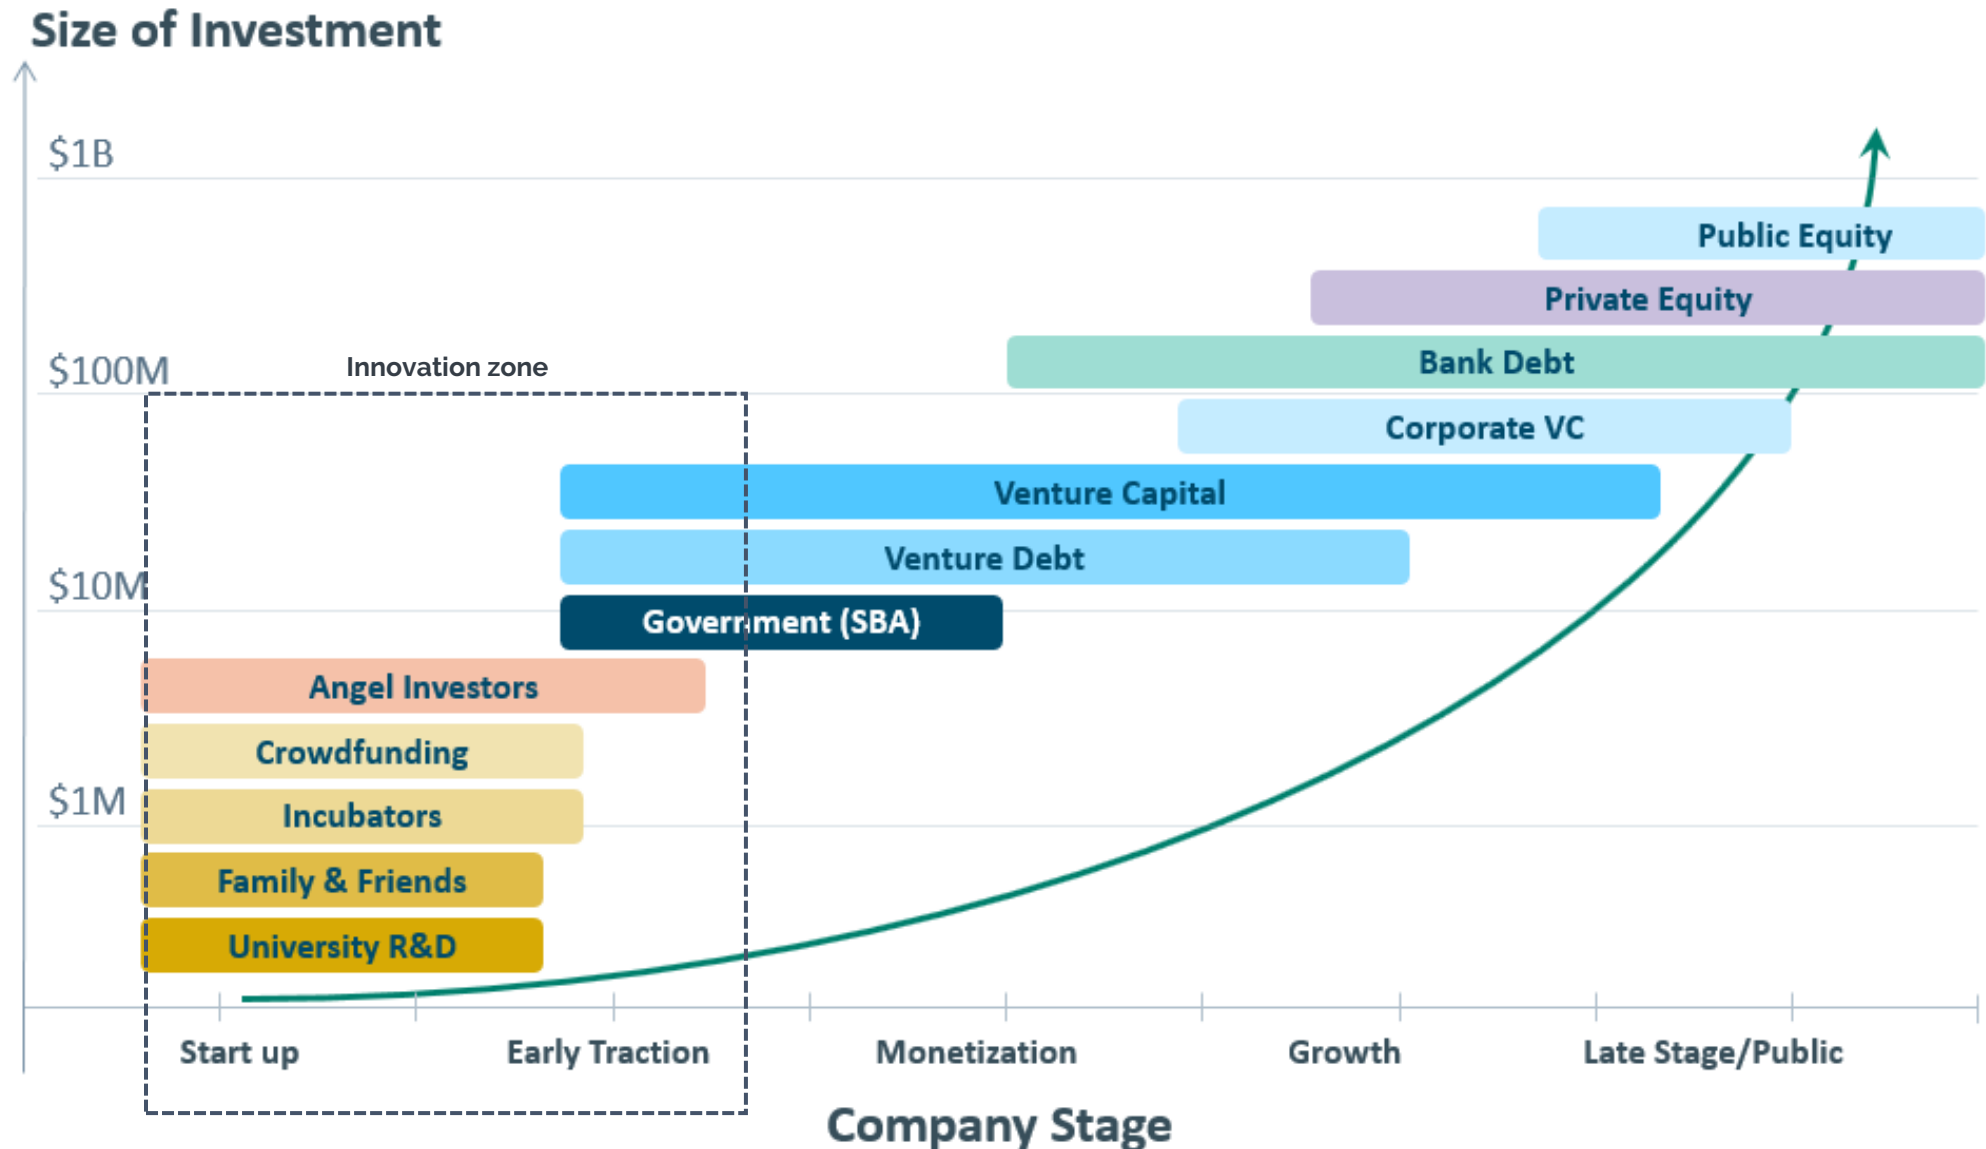 Size of Investment
$1B
Public Equity
Private Equity
$100M
Innovation zone
Bank Debt
Corporate VC
Venture Capital
Venture Debt
$10M
Government (SBA)
Angel Investors
Crowdfunding
$1M
Incubators
Family & Friends
University R&D
Start up
Early Traction
Monetization
Growth
Late Stage/Public
Company Stage